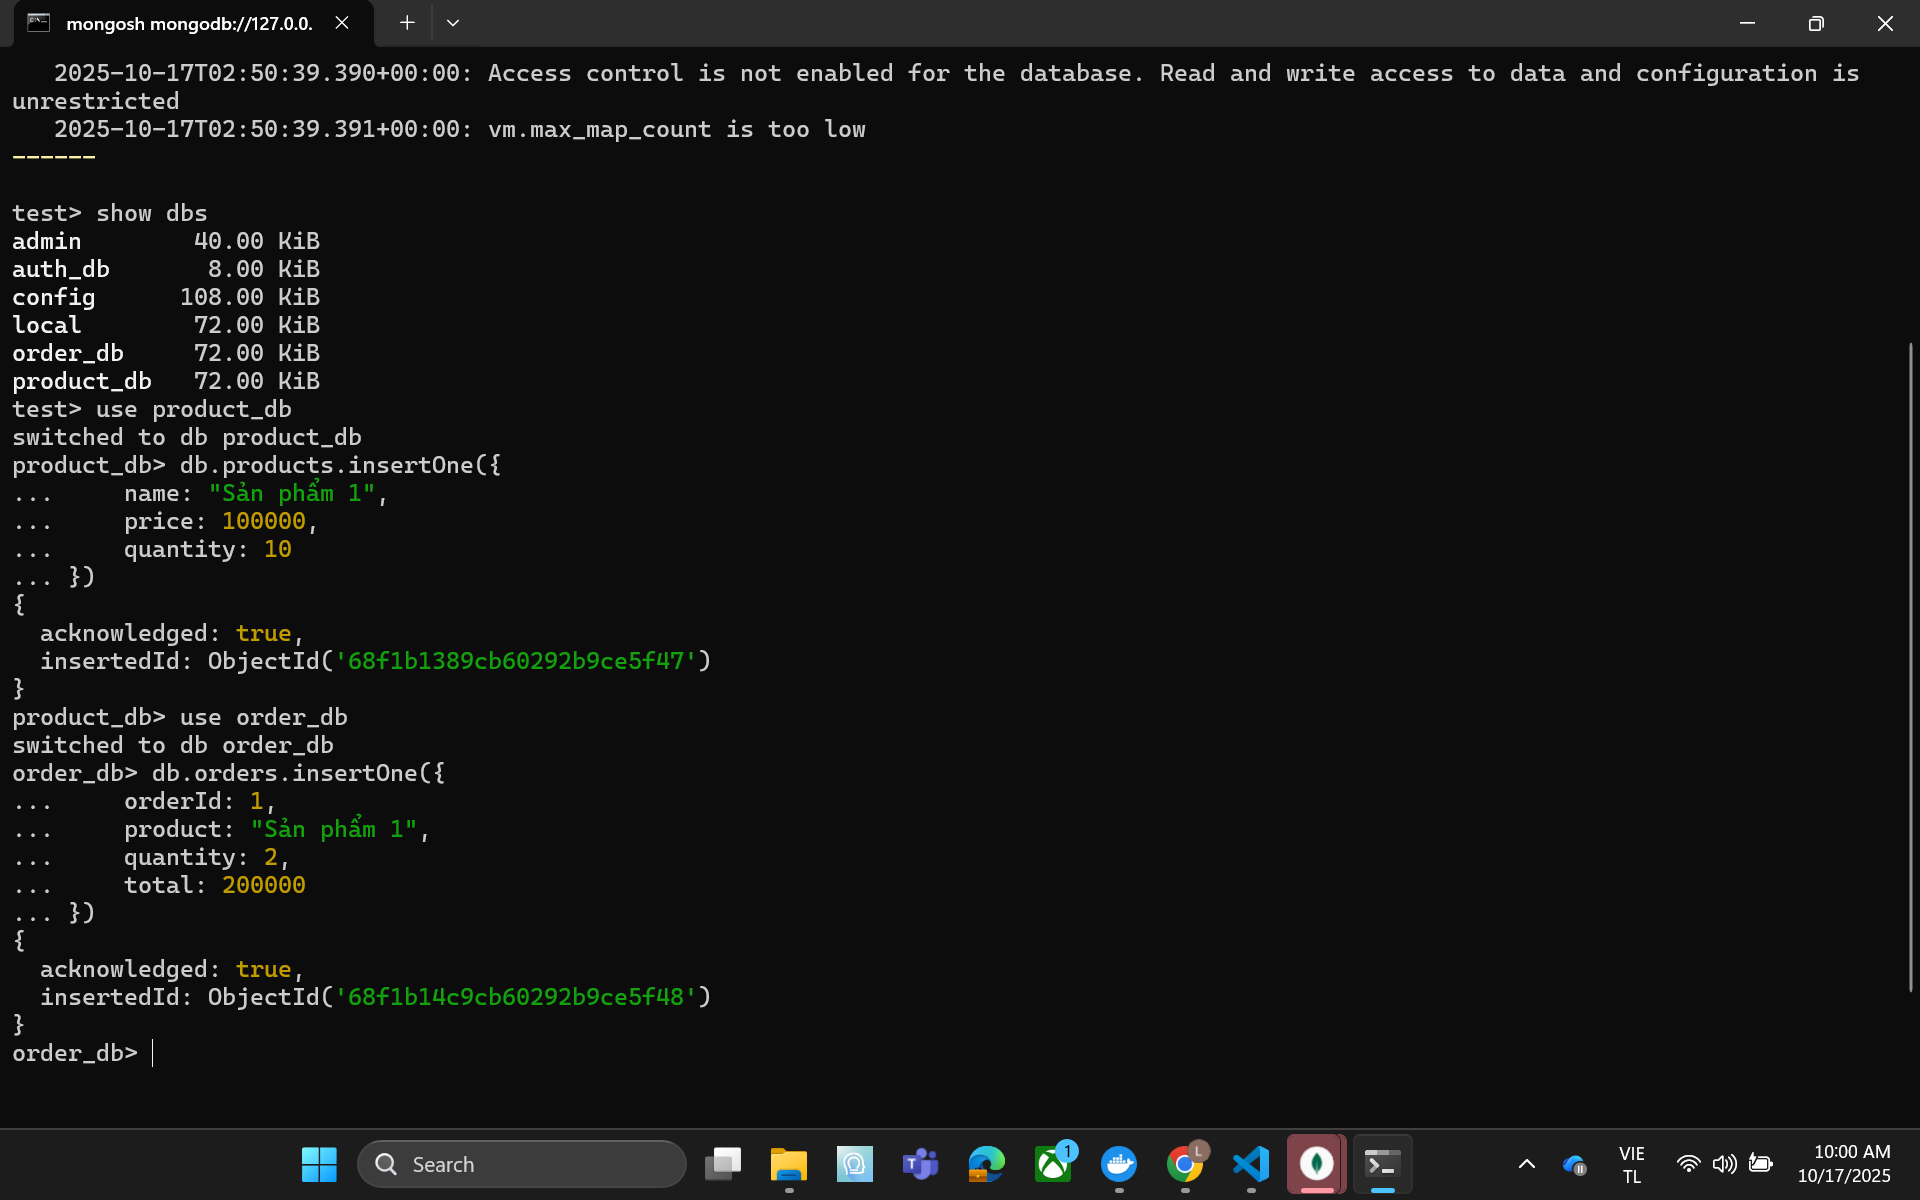 mongosh mongodb://127.0.0.
   2025-10-17T02:50:39.390+00:00: Access control is not enabled for the database. Read and write access to data and configuration is
unrestricted
   2025-10-17T02:50:39.391+00:00: vm.max_map_count is too low
------
test> show dbs
admin        40.00 KiB
auth_db       8.00 KiB
config      108.00 KiB
local        72.00 KiB
order_db     72.00 KiB
product_db   72.00 KiB
test> use product_db
switched to db product_db
product_db> db.products.insertOne({
...     name: "Sản phẩm 1",
...     price: 100000,
...     quantity: 10
... })
{
  acknowledged: true,
  insertedId: ObjectId('68f1b1389cb60292b9ce5f47')
}
product_db> use order_db
switched to db order_db
order_db> db.orders.insertOne({
...     orderId: 1,
...     product: "Sản phẩm 1",
...     quantity: 2,
...     total: 200000
... })
{
  acknowledged: true,
  insertedId: ObjectId('68f1b14c9cb60292b9ce5f48')
}
order_db>
Search
1
L
VIE
TL
10:00 AM
10/17/2025